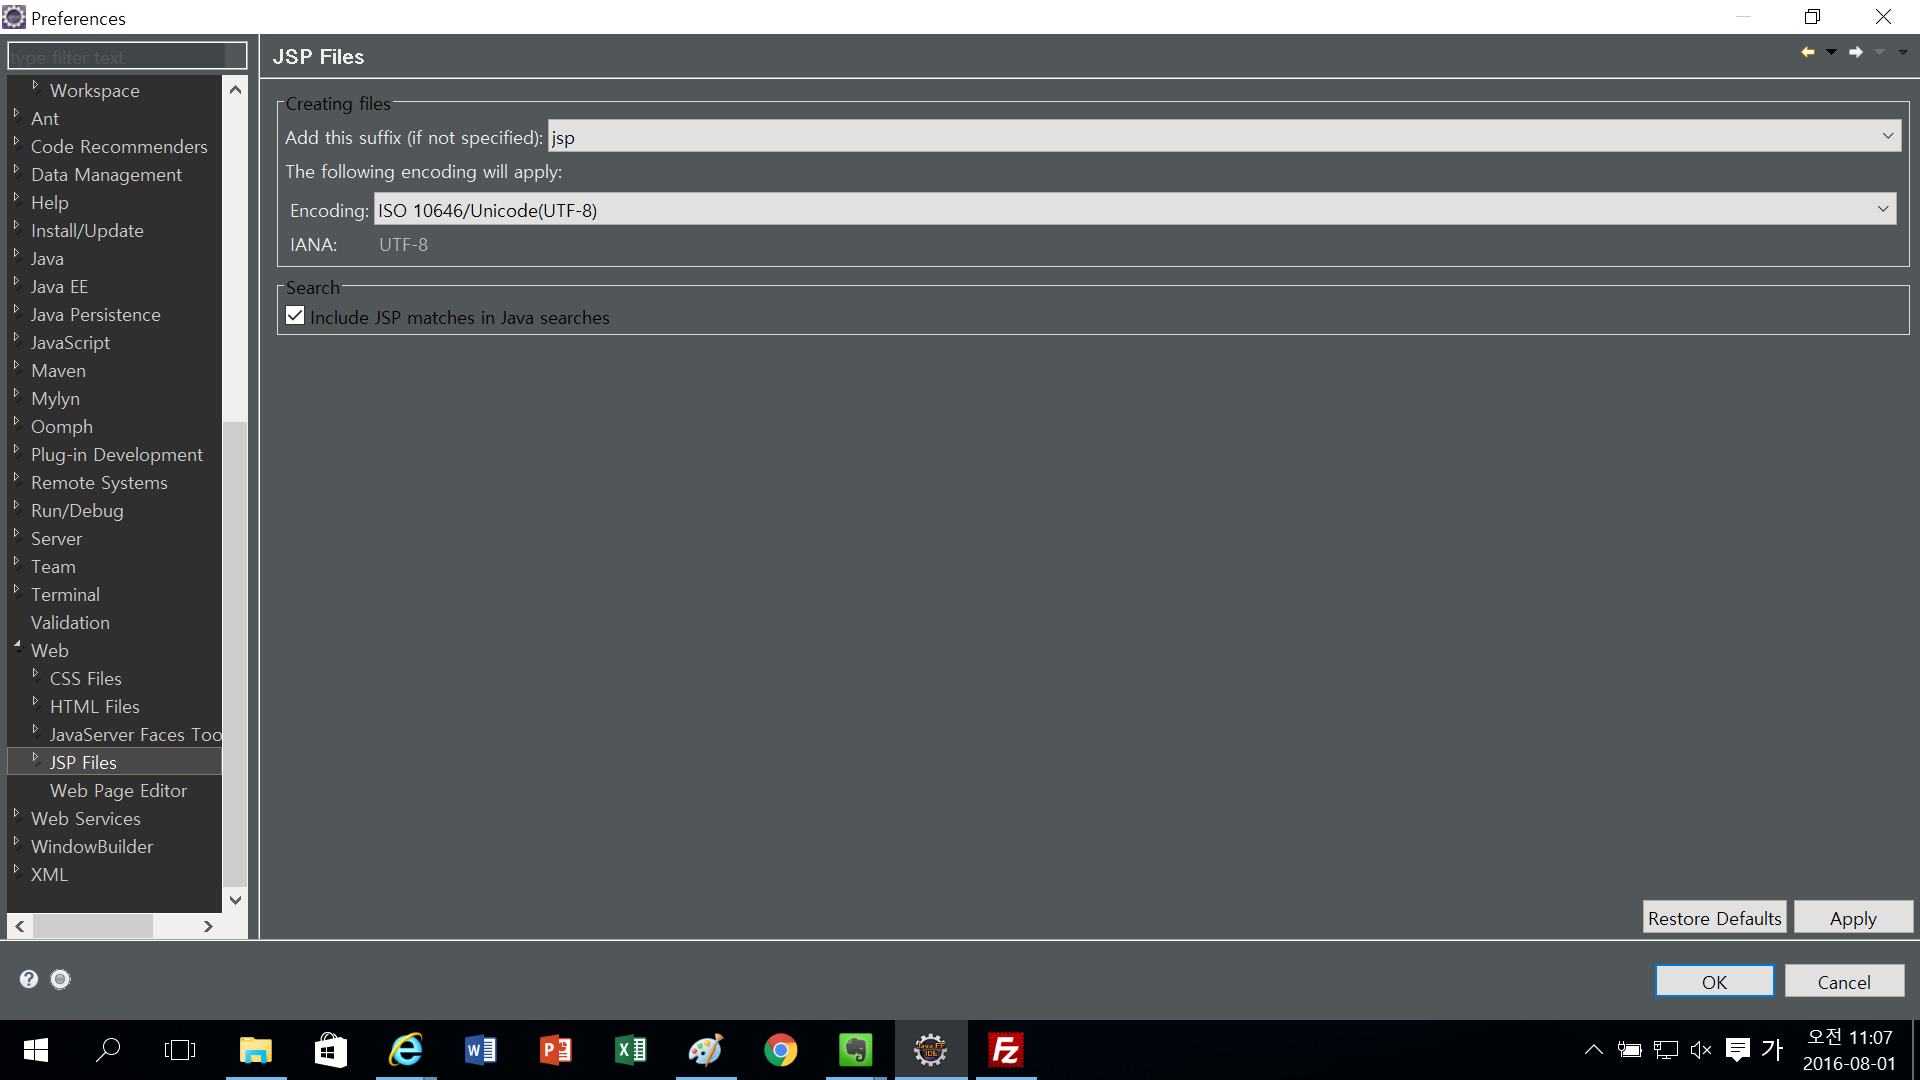 Preferences
type filter text
Workspace
Ant
Code Recommenders
Data Management
Help
Install/Update
Java
Java EE
Java Persistence
JavaScript
Maven
Mylyn
Oomph
Plug-in Development
Remote Systems
Run/Debug
Server
Team
Terminal
Validation
Web
CSS Files
HTML Files
JavaServer Faces Too
JSP Files
Web Page Editor
Web Services
WindowBuilder
XML
JSP Files
Creating files
Add this suffix (if not specified): jsp
The following encoding will apply:
Encoding: ISO 10646/Unicode(UTF-8)
IANA: UTF-8
Search
Include JSP matches in Java searches
Restore Defaults Apply
OK Cancel
Java EE
IDE
가
오전 11:07
2016-08-01